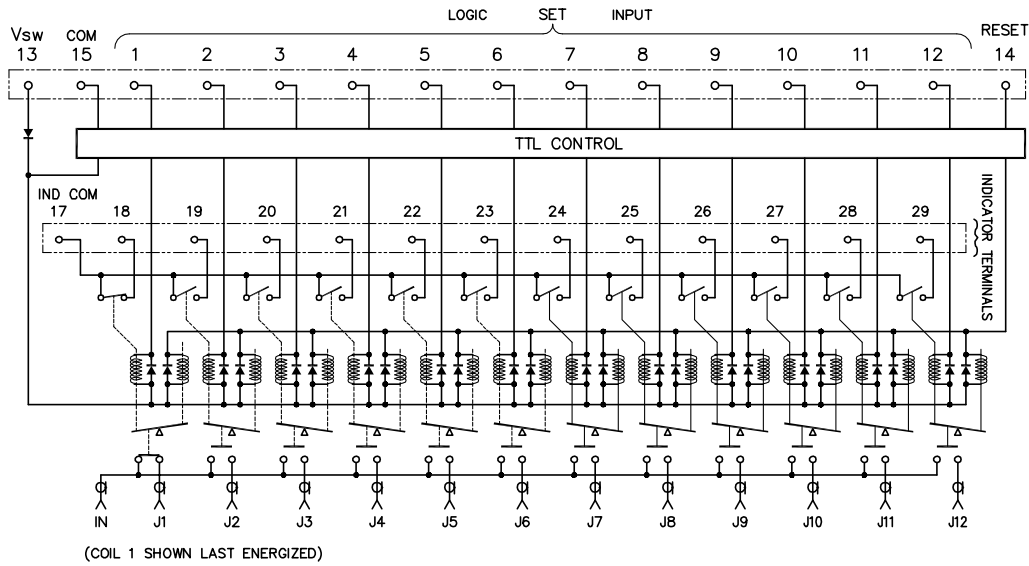 LOGIC SET INPUT
Vsw COM RESET
13 15 1 2 3 4 5 6 7 8 9 10 11 12 14
TTL CONTROL
IND COM
17 18 19 20 21 22 23 24 25 26 27 28 29
INDICATOR TERMINALS
IN J1 J2 J3 J4 J5 J6 J7 J8 J9 J10 J11 J12
(COIL 1 SHOWN LAST ENERGIZED)